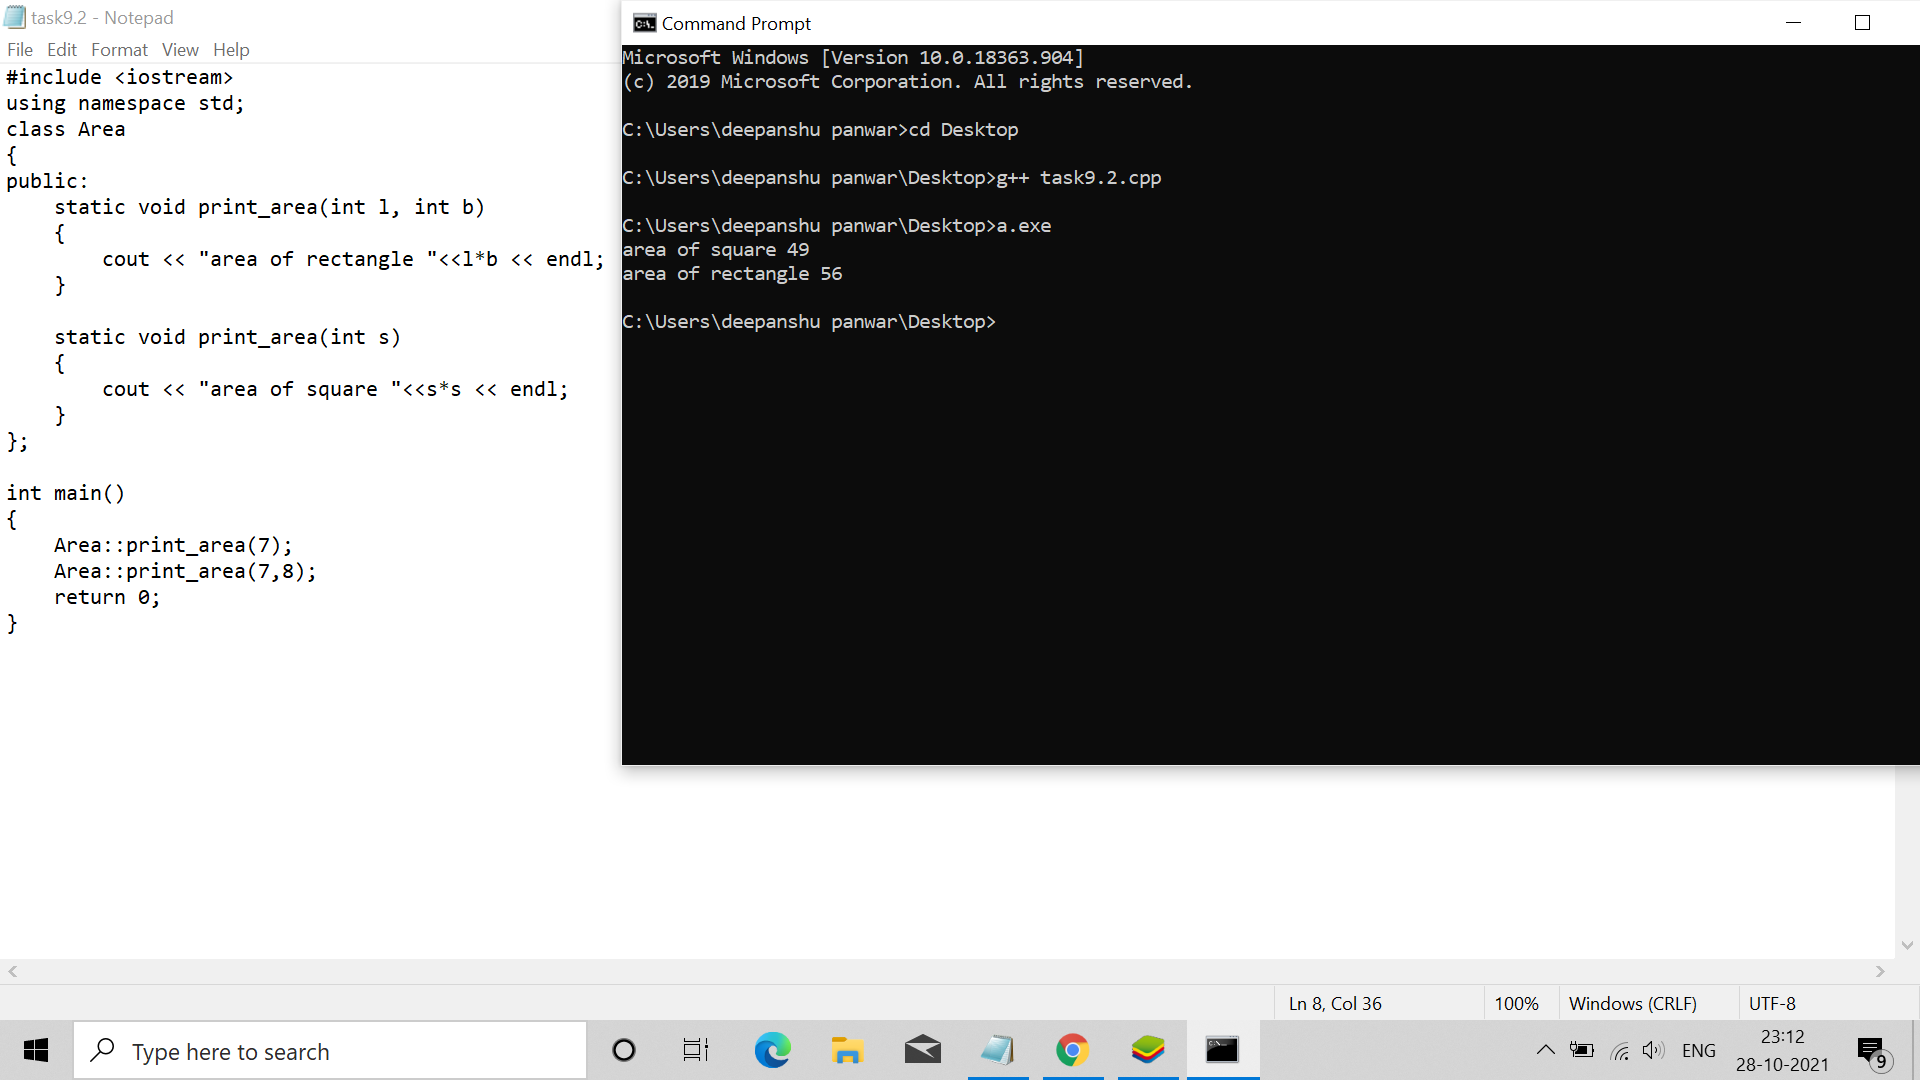 task9.2 - Notepad
File Edit Format View Help
#include <iostream>
using namespace std;
class Area
{
public:
    static void print_area(int l, int b)
    {
        cout << "area of rectangle "<<l*b << endl;
    }

    static void print_area(int s)
    {
        cout << "area of square "<<s*s << endl;
    }
};

int main()
{
    Area::print_area(7);
    Area::print_area(7,8);
    return 0;
}
Command Prompt
Microsoft Windows [Version 10.0.18363.904]
(c) 2019 Microsoft Corporation. All rights reserved.

C:\Users\deepanshu panwar>cd Desktop

C:\Users\deepanshu panwar\Desktop>g++ task9.2.cpp

C:\Users\deepanshu panwar\Desktop>a.exe
area of square 49
area of rectangle 56

C:\Users\deepanshu panwar\Desktop>
Ln 8, Col 36 100% Windows (CRLF) UTF-8
Type here to search
ENG
23:12
28-10-2021
9